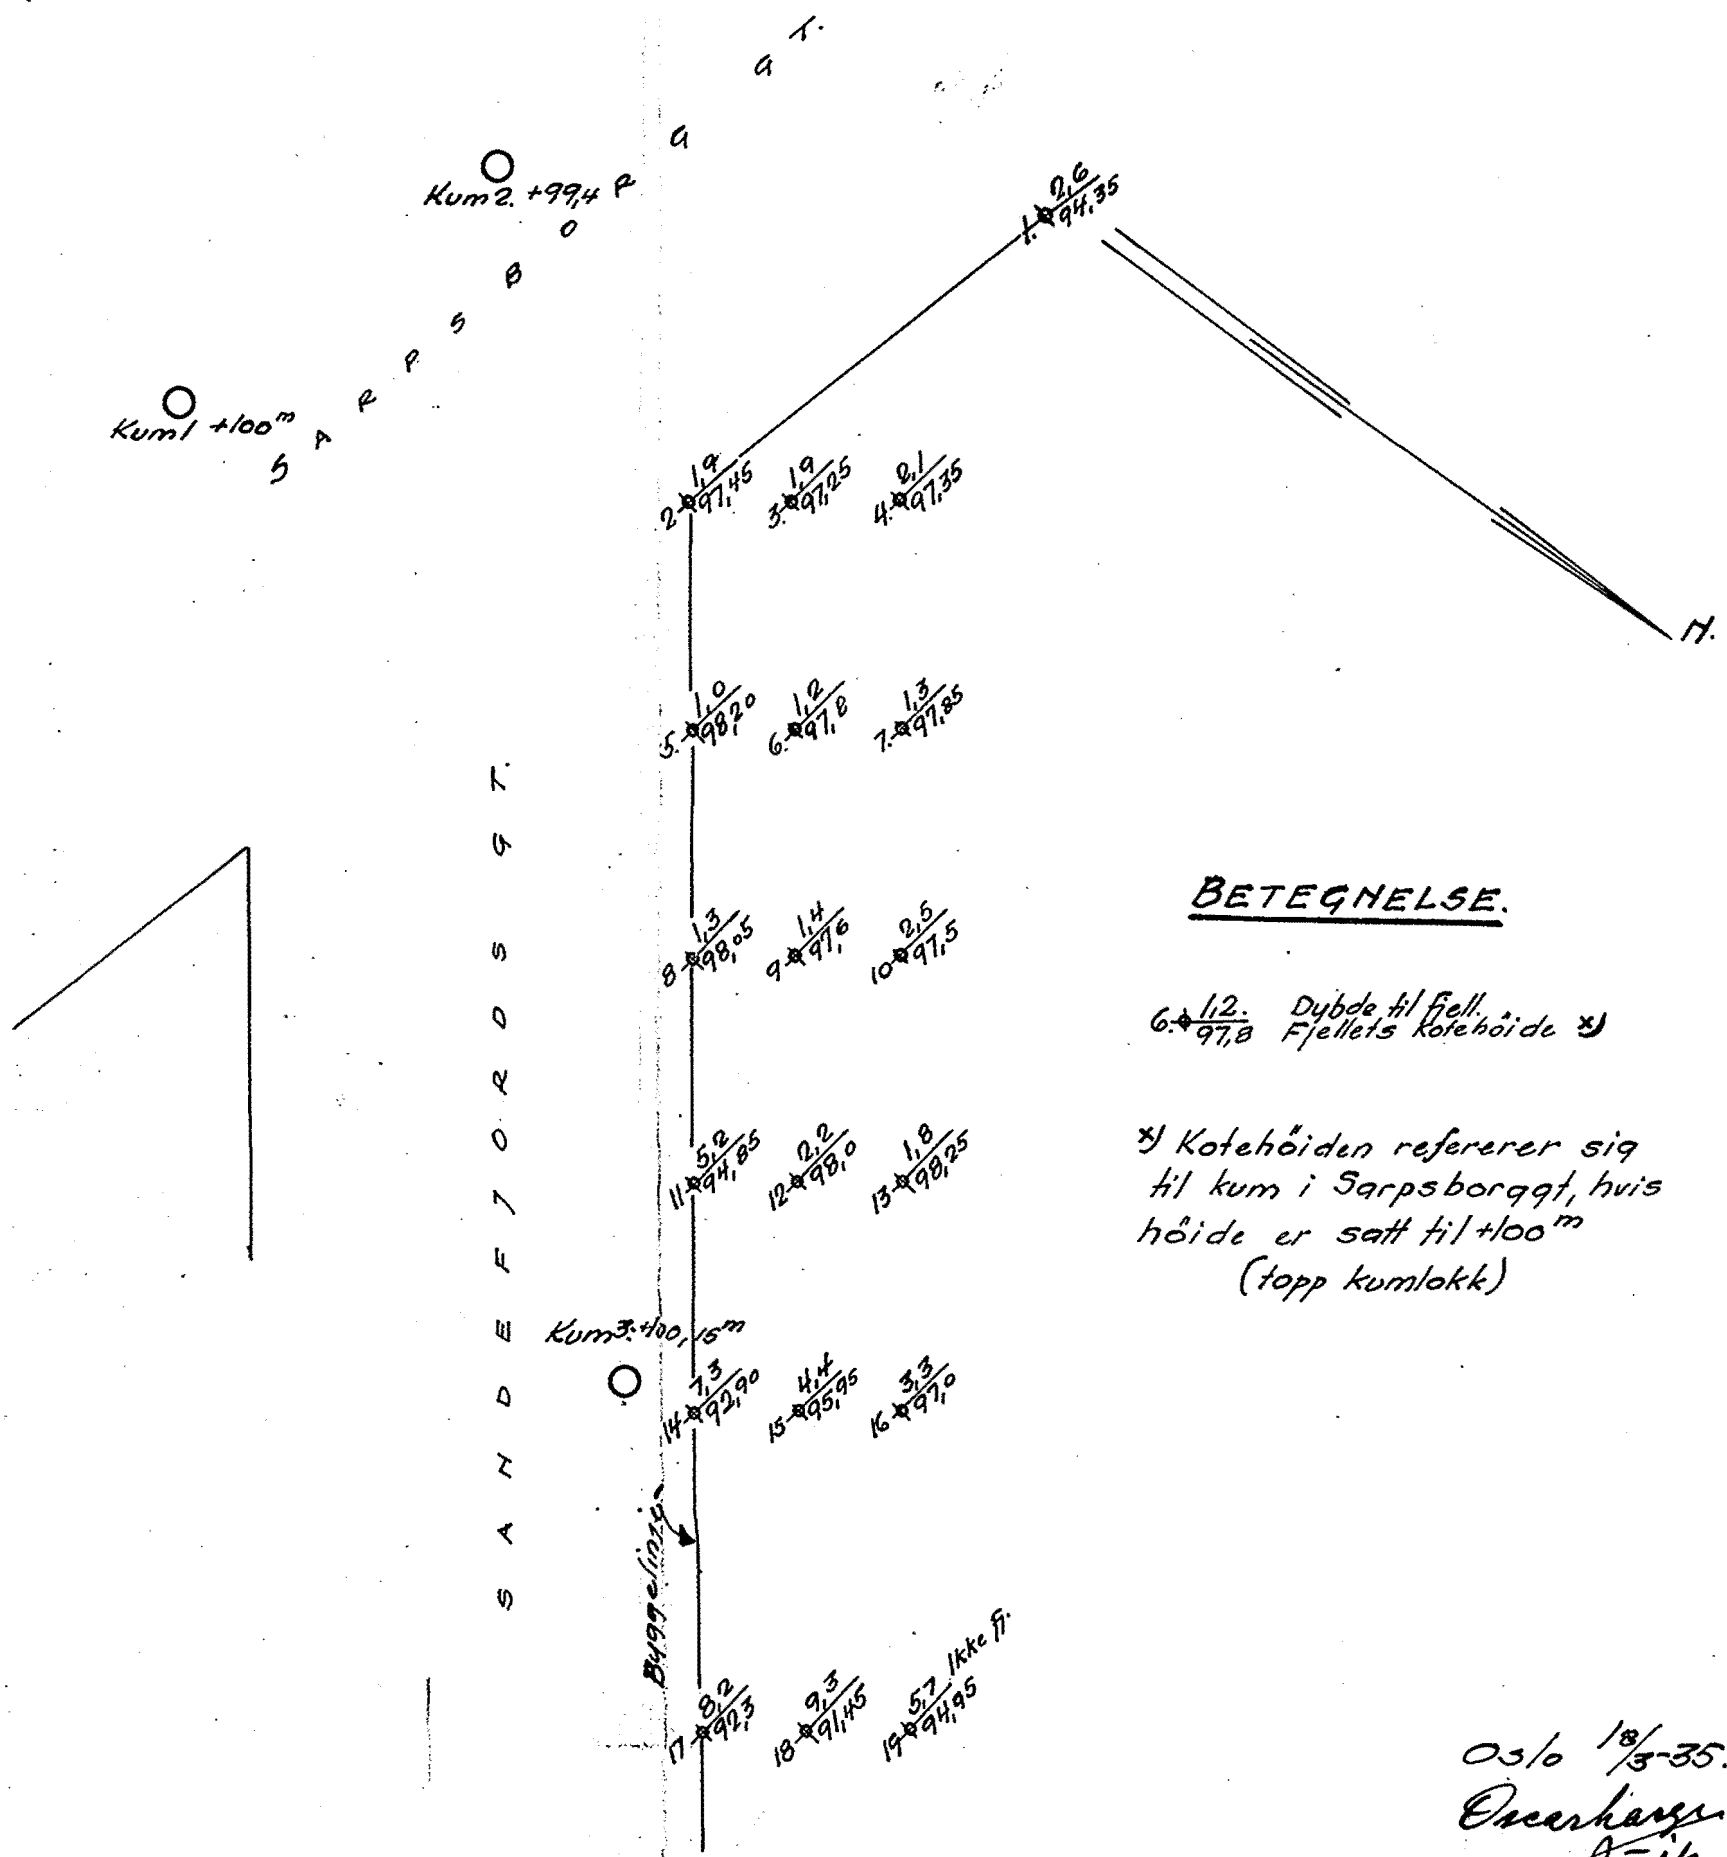 SARPSBORG GAT.
Kum 2. +99,4
Kum 1 +100 m
1. 2,6
94,35
2 1,9
97,45
3. 1,9
97,25
4. 2,1
97,35
N.
5. 1,0
98,20
6. 1,2
97,8
7. 1,3
97,85
SANDEFJORDS GT.
BETEGNELSE.
8 1,3
98,05
9 1,4
97,6
10 2,5
97,5
6. 1,2. Dybde til fjell.
97,8 Fjellets kotehöide x)
x) Kotehöiden refererer sig
til kum i Sarpsborggt, hvis
höide er satt til +100 m
(topp kumlokk)
11 5,2
94,85
12 2,2
98,0
13 1,8
98,25
Kum 3. +100,15 m
14 7,3
92,90
15 4,4
95,95
16 3,3
97,0
Byggelinje
17 8,2
92,3
18 9,3
91,45
19 5,7 Ikke fj.
94,95
Oslo 18/3-35.